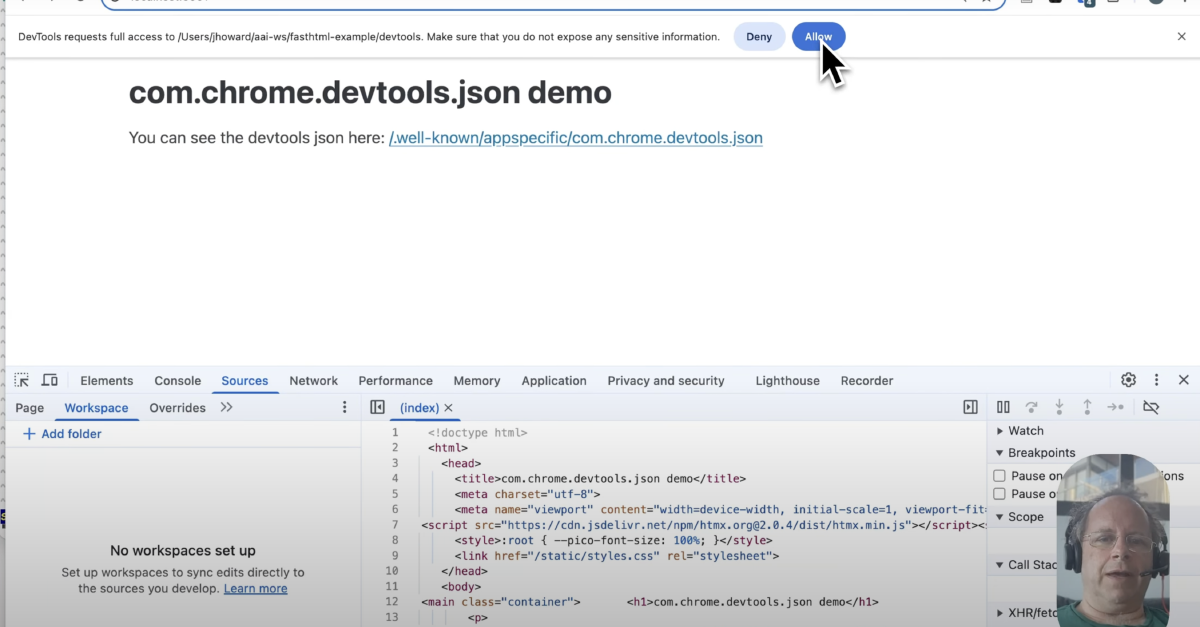 DevTools requests full access to /Users/jhoward/aai-ws/fasthtml-example/devtools. Make sure that you do not expose any sensitive information. Deny Allow
com.chrome.devtools.json demo
You can see the devtools json here: /.well-known/appspecific/com.chrome.devtools.json
Elements Console Sources Network Performance Memory Application Privacy and security Lighthouse Recorder
Page Workspace Overrides
(index)
+ Add folder
No workspaces set up
Set up workspaces to sync edits directly to
the sources you develop. Learn more
1 <!doctype html>
2 <html>
3 <head>
4 <title>com.chrome.devtools.json demo</title>
5 <meta charset="utf-8">
6 <meta name="viewport" content="width=device-width, initial-scale=1, viewport-fit=
7 <script src="https://cdn.jsdelivr.net/npm/htmx.org@2.0.4/dist/htmx.min.js"></script><
8 <style>:root { --pico-font-size: 100%; }</style>
9 <link href="/static/styles.css" rel="stylesheet">
10 </head>
11 <body>
12 <main class="container"> <h1>com.chrome.devtools.json demo</h1>
13 <p>
Watch
Breakpoints
Pause on
Pause
Scope
Call Stac
XHR/fetc